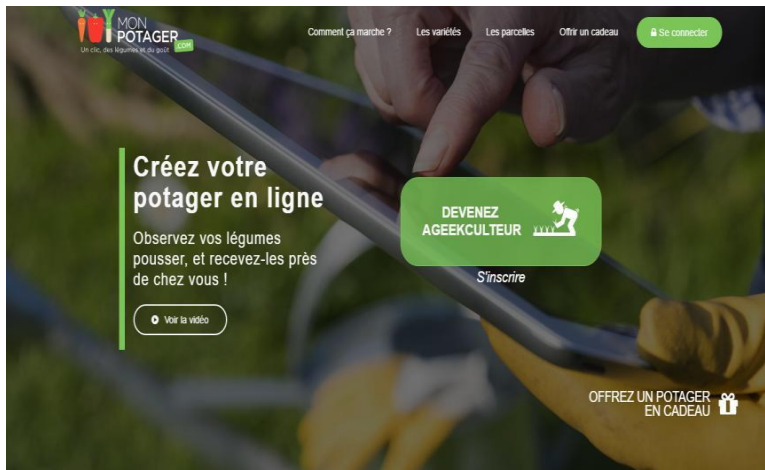 MON
POTAGER
.COM
Un clic, des légumes et du goût
Comment ça marche ?
Les variétés
Les parcelles
Offrir un cadeau
Se connecter
Créez votre
potager en ligne
Observez vos légumes
pousser, et recevez-les près
de chez vous !
Voir la vidéo
DEVENEZ
AGEEKCULTEUR
S'inscrire
OFFREZ UN POTAGER
EN CADEAU